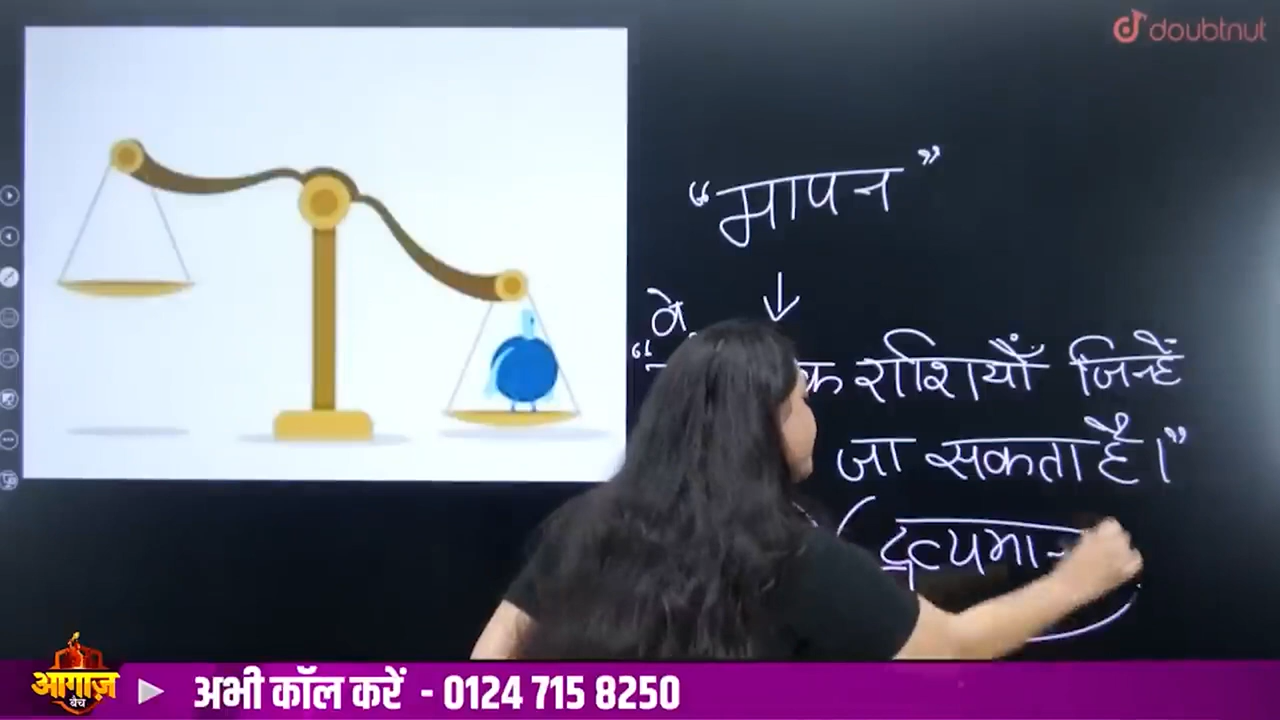 doubtnut
"मापन"
↓
वे
" क राशियाँ जिन्हें
जा सकता है।"
(द्रव्यमान
आगाज़
बैच
अभी कॉल करें - 0124 715 8250